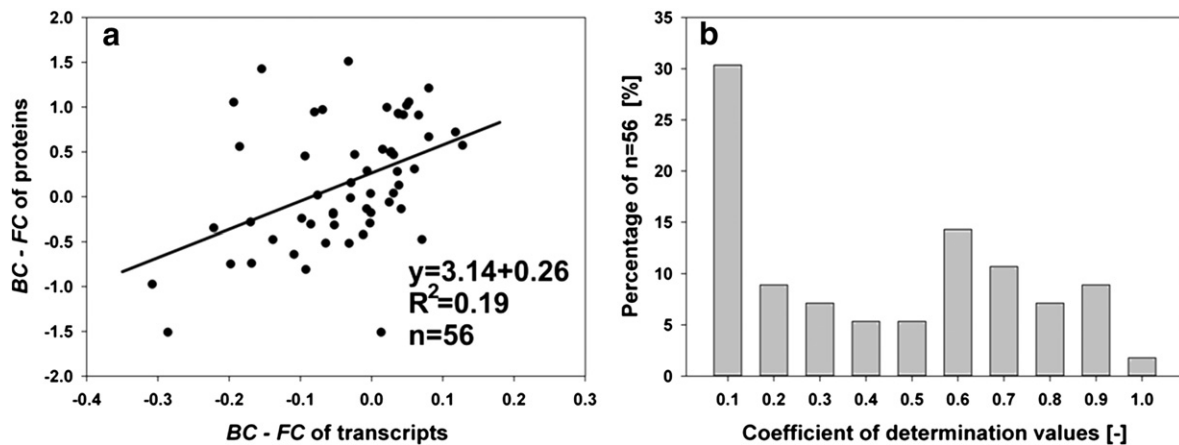 a
2.0
1.5
1.0
0.5
0.0
-0.5
-1.0
-1.5
-2.0
BC - FC of proteins
y=3.14+0.26
R²=0.19
n=56
-0.4 -0.3 -0.2 -0.1 0.0 0.1 0.2 0.3
BC - FC of transcripts
b
35
30
25
20
15
10
5
0
Percentage of n=56 [%]
0.1 0.2 0.3 0.4 0.5 0.6 0.7 0.8 0.9 1.0
Coefficient of determination values [-]